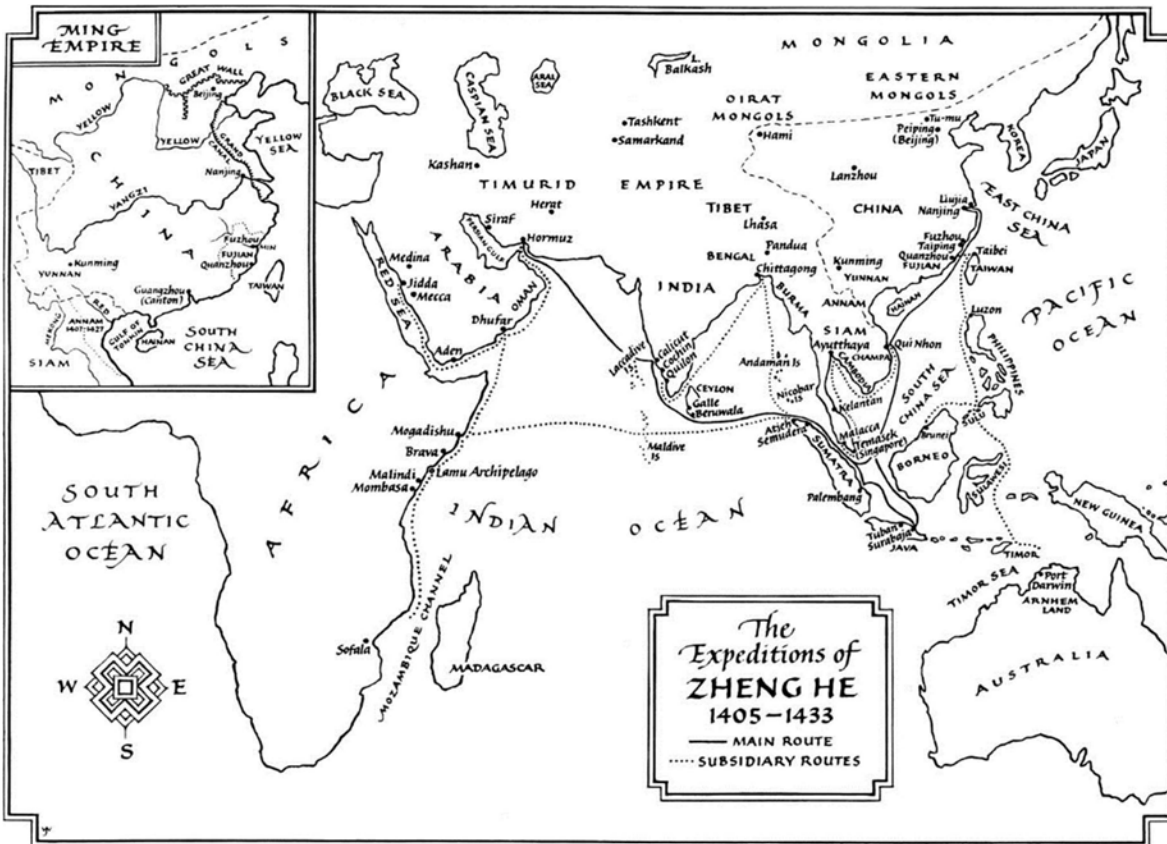 MING
EMPIRE
MONGOLS
GREAT WALL
Beijing
YELLOW
YELLOW
GRAND
CANAL
YELLOW
SEA
TIBET
CHINA
Nanjing
YANGZI
Fuzhou
MIN
FUJIAN
Quanzhou
Kunming
YUNNAN
TAIWAN
Guangzhou
(Canton)
RED
MEKONG
ANNAM
1407-1427
GULF OF
TONKIN
HAINAN
SIAM
SOUTH
CHINA
SEA
MONGOLIA
L.
Balkash
EASTERN
MONGOLS
BLACK SEA
CASPIAN SEA
ARAL
SEA
OIRAT
MONGOLS
Tashkent
Samarkand
Hami
Tu-mu
Peiping
(Beijing)
KOREA
JAPAN
Kashan
Lanzhou
TIMURID EMPIRE
Herat
TIBET
Lhasa
CHINA
Liujia
Nanjing
EAST CHINA
SEA
Siraf
Hormuz
PERSIAN GULF
ARABIA
Medina
Jidda
Mecca
RED SEA
OMAN
Dhufar
Aden
Pandua
BENGAL
Chittagong
INDIA
BURMA
Kunming
YUNNAN
ANNAM
HAINAN
Fuzhou
Taiping
Quanzhou
FUJIAN
Taibei
TAIWAN
PACIFIC
OCEAN
Luzon
PHILIPPINES
SIAM
Ayutthaya
CAMBODIA
CHAMPA
Qui Nhon
SOUTH
CHINA SEA
Laccadive
Is
Calicut
Cochin
Quilon
CEYLON
Galle
Beruwala
Andaman Is
Nicobar
Is
Maldive
Is
Kelantan
Malacca
Temasek
(Singapore)
Atjeh
Semudera
SUMATRA
Palembang
Brunei
BORNEO
SULU
SULAWESI
Tuban
Surabaja
JAVA
TIMOR
NEW GUINEA
TIMOR SEA
Port
Darwin
ARNHEM
LAND
AUSTRALIA
AFRICA
Mogadishu
Brava
Lamu Archipelago
Malindi
Mombasa
INDIAN OCEAN
SOUTH
ATLANTIC
OCEAN
Sofala
MOZAMBIQUE CHANNEL
MADAGASCAR
N
W E
S
The
Expeditions of
ZHENG HE
1405–1433
MAIN ROUTE
SUBSIDIARY ROUTES